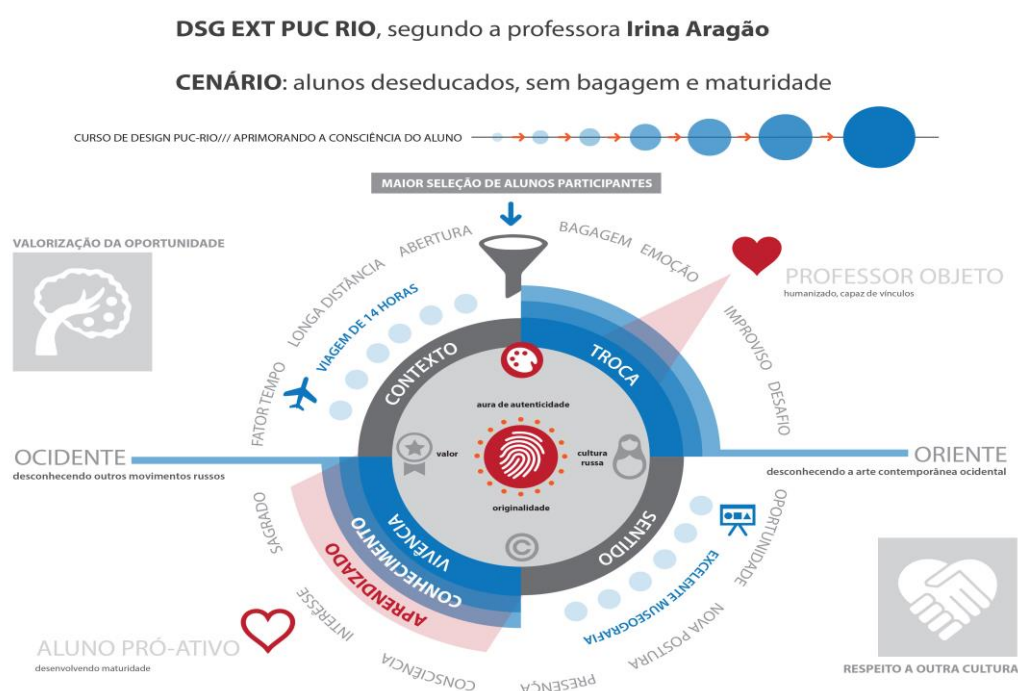 DSG EXT PUC RIO, segundo a professora Irina Aragão
CENÁRIO: alunos deseducados, sem bagagem e maturidade
CURSO DE DESIGN PUC-RIO/// APRIMORANDO A CONSCIÊNCIA DO ALUNO
MAIOR SELEÇÃO DE ALUNOS PARTICIPANTES
VALORIZAÇÃO DA OPORTUNIDADE
FATOR TEMPO
LONGA DISTÂNCIA
ABERTURA
BAGAGEM
EMOÇÃO
IMPROVISO
DESAFIO
PROFESSOR OBJETO
humanizado, capaz de vínculos
VIAGEM DE 14 HORAS
CONTEXTO
TROCA
aura de autenticidade
valor
cultura
russa
originalidade
©
OCIDENTE
desconhecendo outros movimentos russos
ORIENTE
desconhecendo a arte contemporânea ocidental
SAGRADO
VIVÊNCIA
CONHECIMENTO
APRENDIZADO
SENTIDO
EXCELENTE MUSEOGRAFIA
OPORTUNIDADE
NOVA POSTURA
PRESENÇA
CONSCIÊNCIA
INTERÊSSE
ALUNO PRÓ-ATIVO
desenvolvendo maturidade
RESPEITO A OUTRA CULTURA